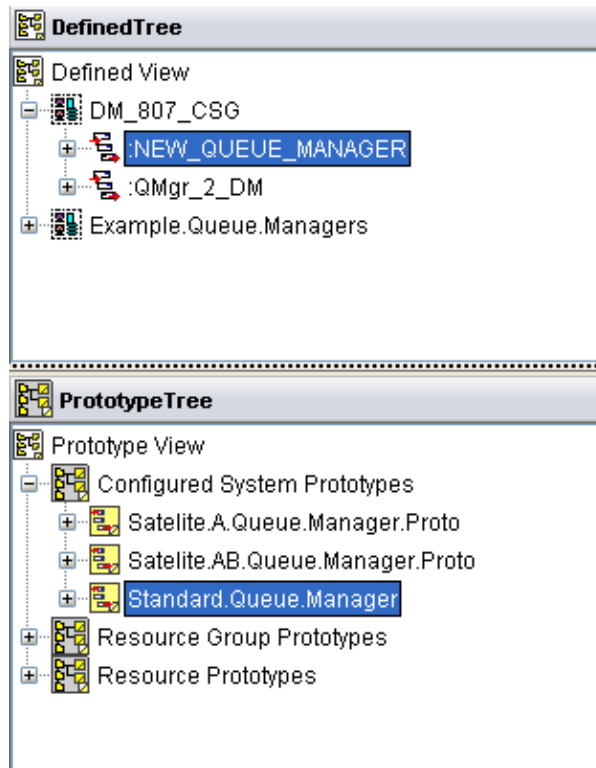 DefinedTree
Defined View
DM_807_CSG
:NEW_QUEUE_MANAGER
:QMgr_2_DM
Example.Queue.Managers
PrototypeTree
Prototype View
Configured System Prototypes
Satelite.A.Queue.Manager.Proto
Satelite.AB.Queue.Manager.Proto
Standard.Queue.Manager
Resource Group Prototypes
Resource Prototypes